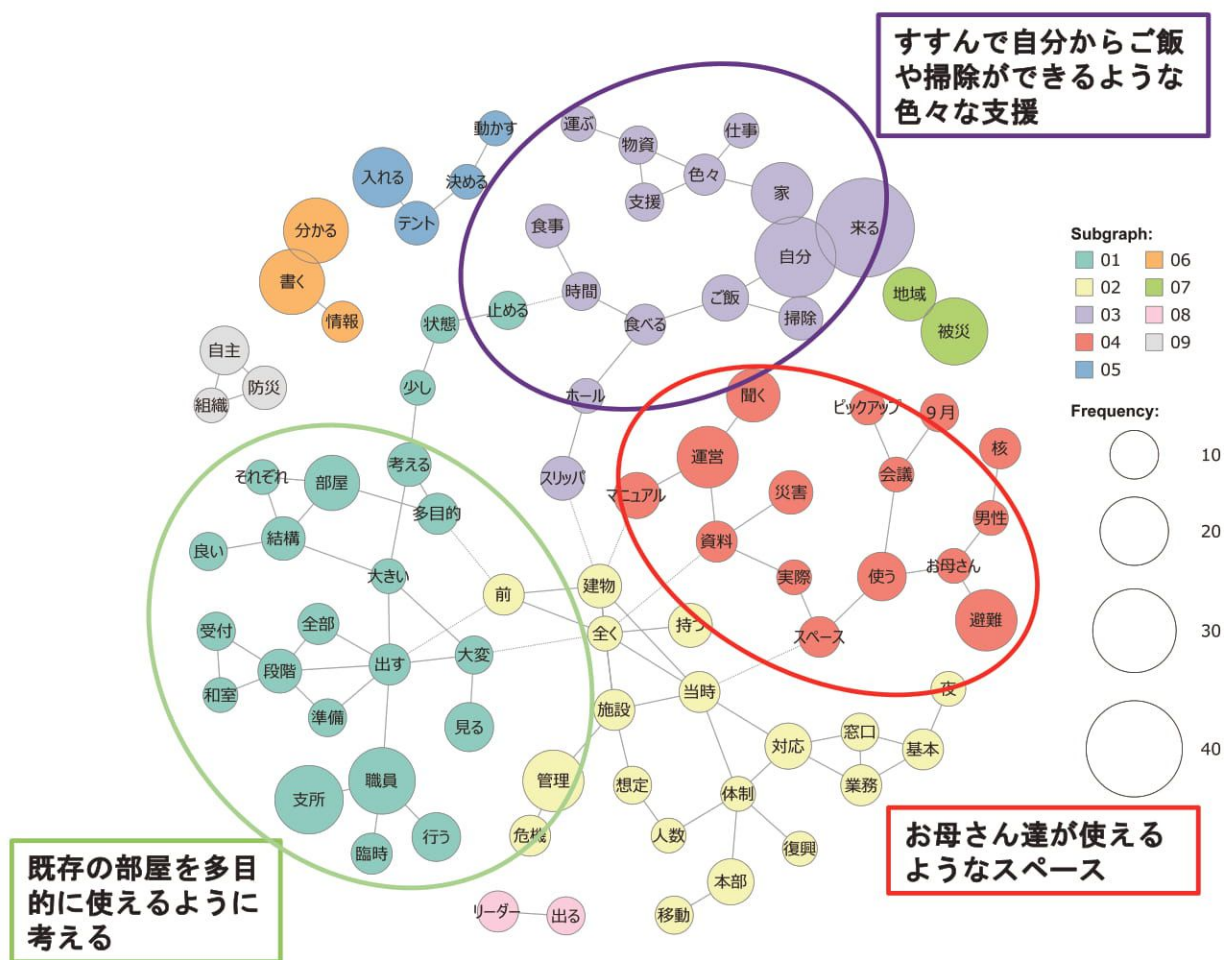 すすんで自分からご飯
や掃除ができるような
色々な支援
動かす
運ぶ
仕事
物資
入れる
決める
色々
家
支援
テント
食事
来る
分かる
自分
書く
時間
ご飯
地域
情報
状態
止める
食べる
掃除
被災
自主
防災
組織
少し
ホール
聞く
ピックアップ
9月
核
考える
運営
会議
それぞれ
部屋
スリッパ
マニュアル
災害
多目的
男性
良い
結構
資料
大きい
建物
実際
使う
お母さん
前
避難
受付
全部
全く
持つ
スペース
段階
出す
大変
和室
当時
夜
準備
見る
施設
対応
窓口
基本
職員
管理
想定
体制
業務
支所
行う
危機
人数
臨時
復興
本部
リーダー
出る
移動
Subgraph:
01
06
02
07
03
08
04
09
05
Frequency:
10
20
30
40
お母さん達が使える
ようなスペース
既存の部屋を多目
的に使えるように
考える